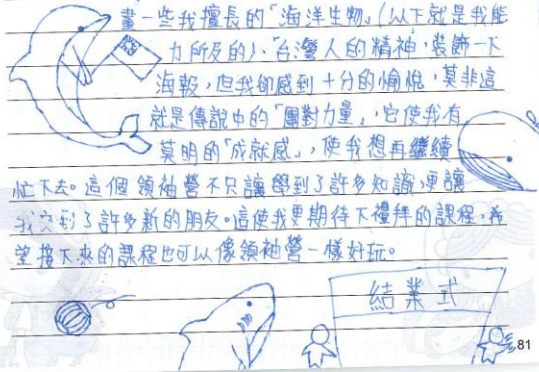 畫一些我擅長的「海洋生物」(以下就是我能
力所及的)、「台灣人的精神」裝飾一下
海報,但我卻感到十分的愉悅,莫非這
就是傳說中的「團對力量」,它使我有
莫明的「成就感」,使我想再繼續
忙下去。這個領袖營不只讓學到了許多知識,更讓
我交到了許多新的朋友。這使我更期待下禮拜的課程,希
望接下來的課程也可以像領袖營一樣好玩。
結業式
81